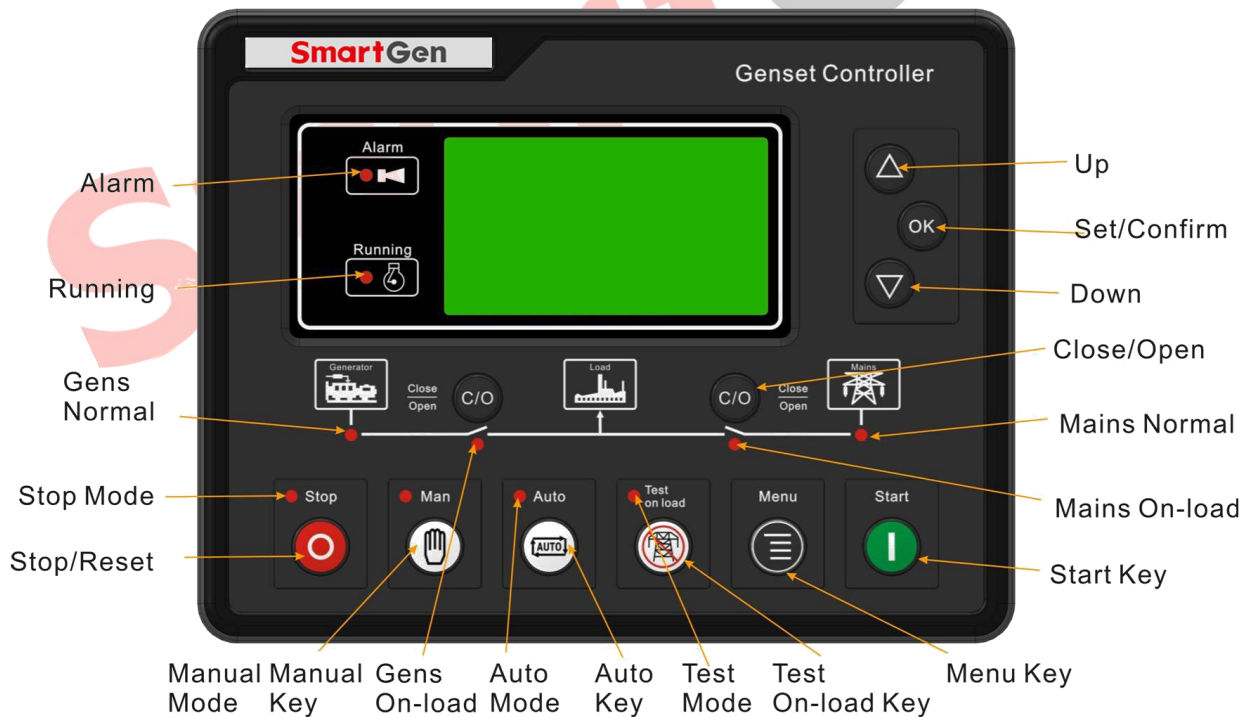 SmartGen
Genset Controller
Alarm
Alarm
Up
OK
Set/Confirm
Running
Running
Down
Close/Open
Generator
Load
Mains
Gens
Normal
Close
Open
C/O
C/O
Close
Open
Mains Normal
Stop Mode
Stop
Man
Auto
Test
on load
Menu
Start
Mains On-load
Stop/Reset
AUTO
Start Key
Manual
Mode
Manual
Key
Gens
On-load
Auto
Mode
Auto
Key
Test
Mode
Test
On-load Key
Menu Key